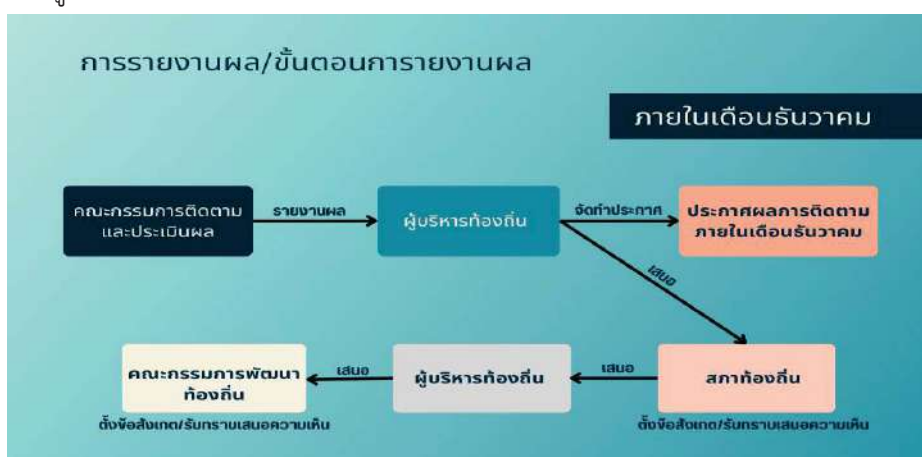 การรายงานผล/ขั้นตอนการายงานผล
ภายในเดือนธันวาคม
คณะกรรมการติดตาม
และประเมินผล
รายงานผล
ผู้บริหารท้องถิ่น
จัดทำประกาศ
ประกาศผลการติดตาม
ภายในเดือนธันวาคม
เสนอ
คณะกรรมการพัฒนา
ท้องถิ่น
เสนอ
ผู้บริหารท้องถิ่น
เสนอ
สภาท้องถิ่น
ตั้งข้อสังเกต/รับทราบเสนอความเห็น
ตั้งข้อสังเกต/รับทราบเสนอความเห็น